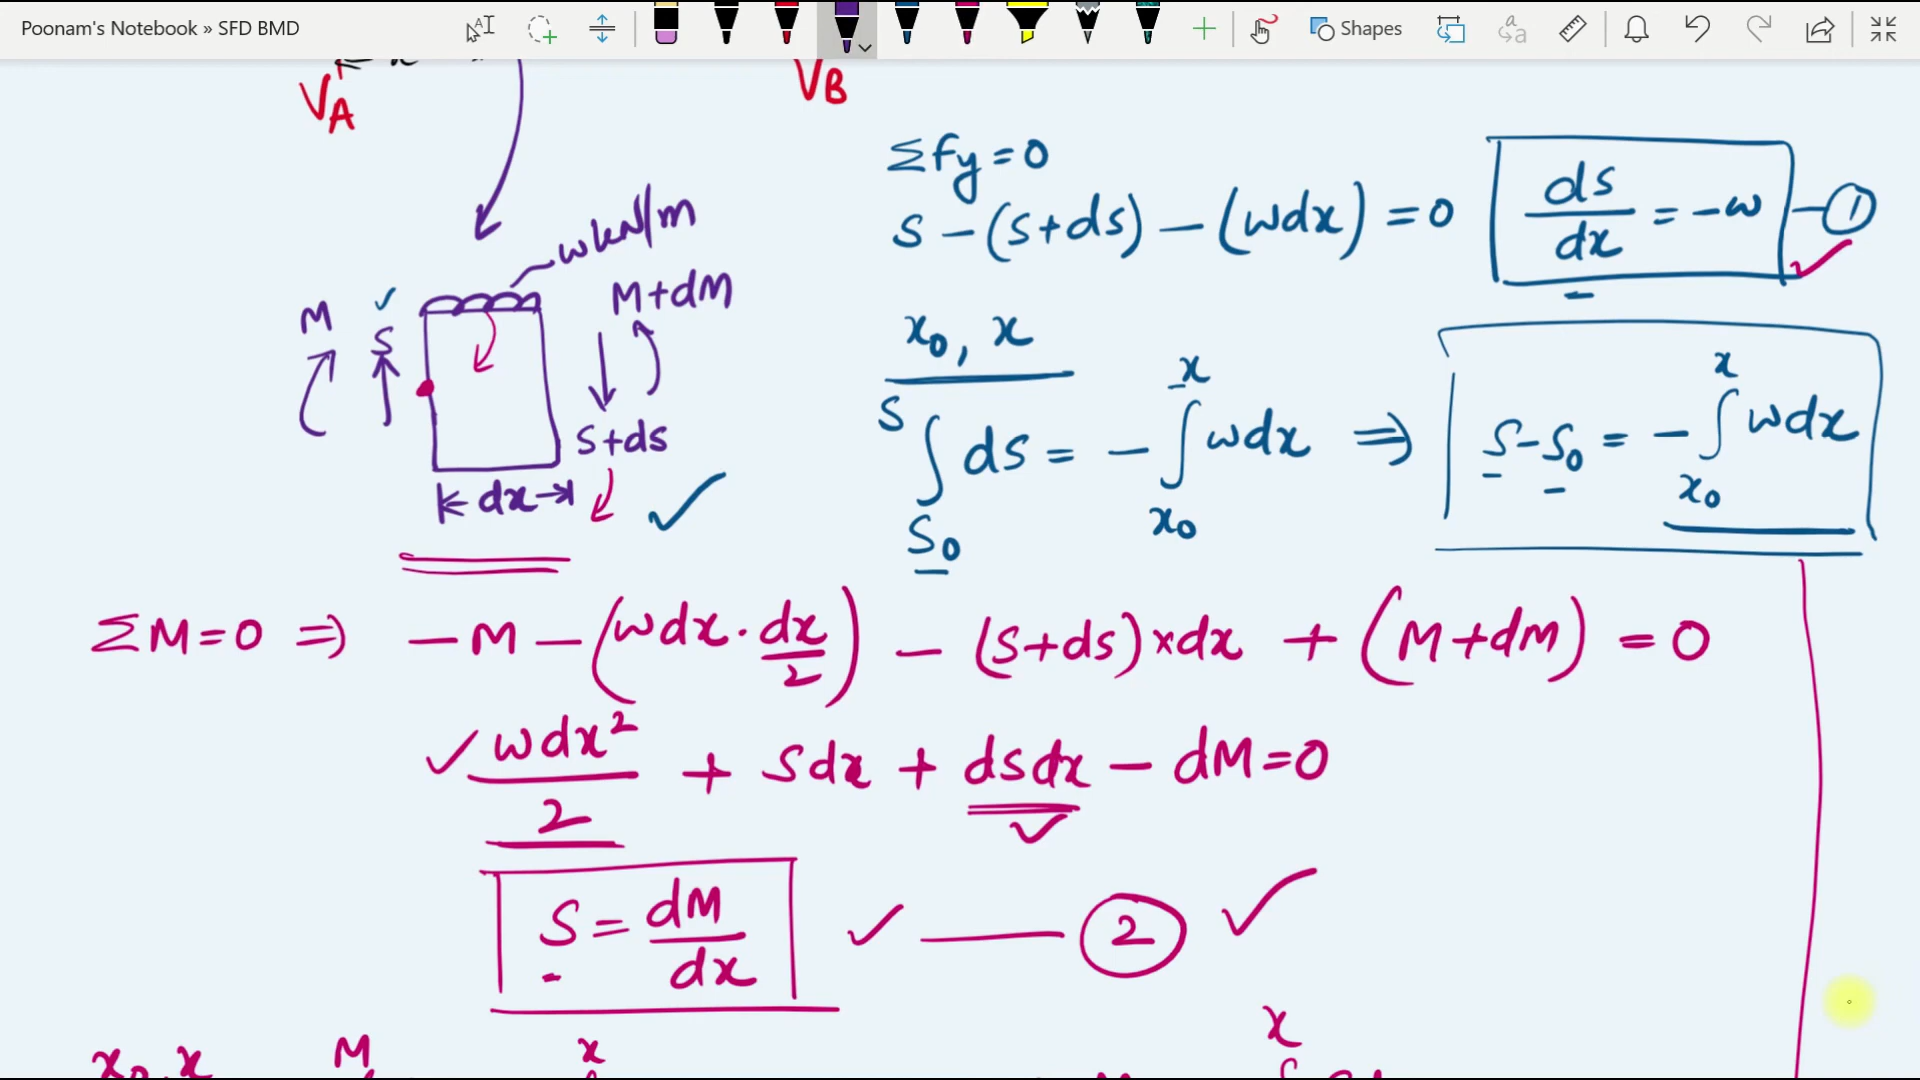 Poonam's Notebook » SFD BMD
Shapes
VA
VB
ΣFy = 0
S - (S+ds) - (wdx) = 0
ds/dx = -w — 1
w kN/m
M
S
M+dM
S+ds
dx
x0, x
∫_{S0}^{S} ds = - ∫_{x0}^{x} wdx ⇒ S - S0 = - ∫_{x0}^{x} wdx
ΣM=0 ⇒ -M - (wdx · dx/2) - (S+ds)×dx + (M+dM) = 0
wdx²/2 + Sdx + dsdx - dM=0
S = dM/dx — 2
x0, x
M
x
x